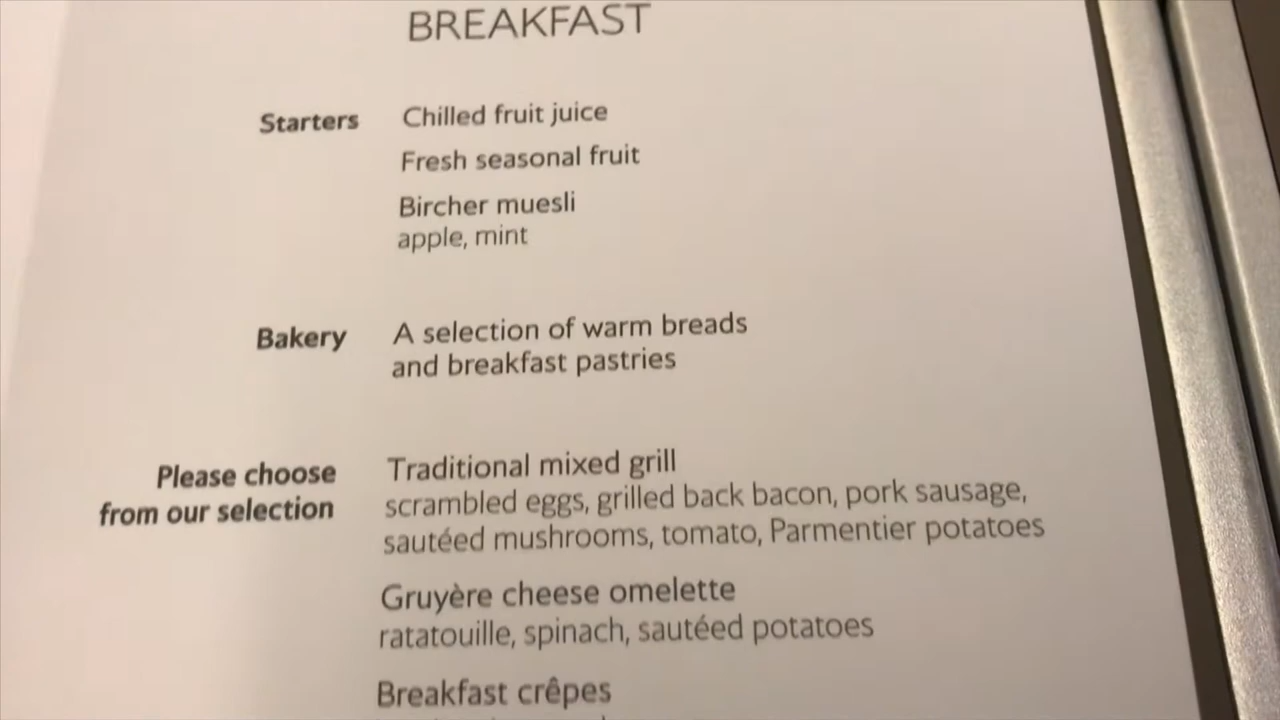 BREAKFAST
Starters
Chilled fruit juice
Fresh seasonal fruit
Bircher muesli
apple, mint
Bakery
A selection of warm breads
and breakfast pastries
Please choose
from our selection
Traditional mixed grill
scrambled eggs, grilled back bacon, pork sausage,
sautéed mushrooms, tomato, Parmentier potatoes
Gruyère cheese omelette
ratatouille, spinach, sautéed potatoes
Breakfast crêpes